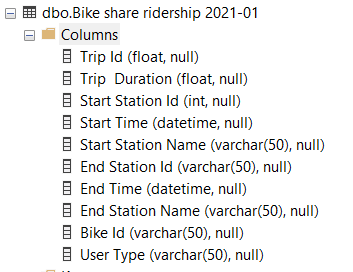 dbo.Bike share ridership 2021-01
Columns
Trip Id (float, null)
Trip  Duration (float, null)
Start Station Id (int, null)
Start Time (datetime, null)
Start Station Name (varchar(50), null)
End Station Id (varchar(50), null)
End Time (datetime, null)
End Station Name (varchar(50), null)
Bike Id (varchar(50), null)
User Type (varchar(50), null)